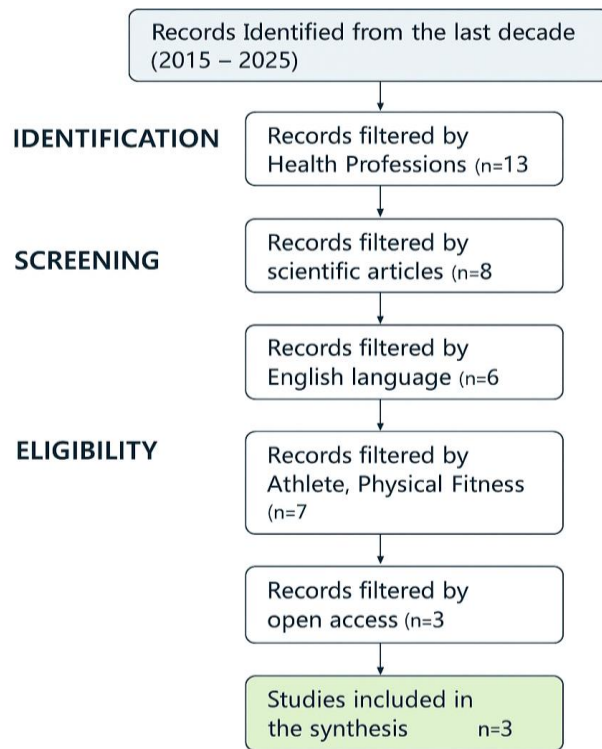 Records Identified from the last decade
(2015 – 2025)
IDENTIFICATION
Records filtered by
Health Professions (n=13
SCREENING
Records filtered by
scientific articles (n=8
Records filtered by
English language (n=6
ELIGIBILITY
Records filtered by
Athlete, Physical Fitness
(n=7
Records filtered by
open access (n=3
Studies included in
the synthesis n=3